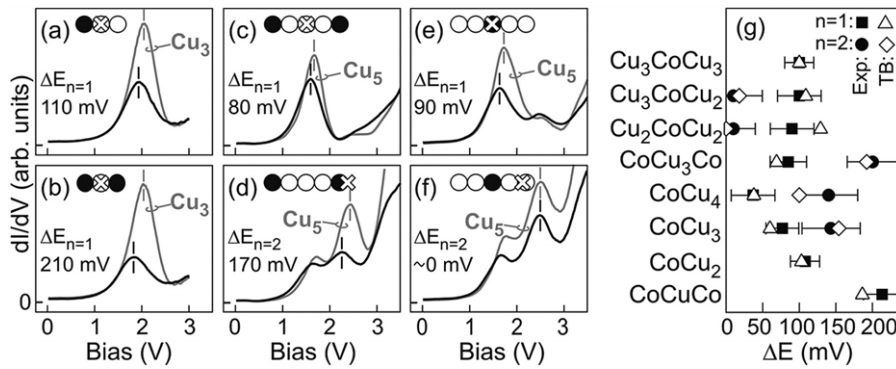 (a)
Cu3
ΔEn=1
110 mV
(c)
Cu5
ΔEn=1
80 mV
(e)
Cu5
ΔEn=1
90 mV
(b)
Cu3
ΔEn=1
210 mV
(d)
Cu5
ΔEn=2
170 mV
(f)
Cu5
ΔEn=2
~0 mV
dI/dV (arb. units)
0
0 1 2 3
0 1 2 3
0 1 2 3
Bias (V)
Bias (V)
Bias (V)
(g)
n=1:
n=2:
Exp:
TB:
Cu3CoCu3
Cu3CoCu2
Cu2CoCu2
CoCu3Co
CoCu4
CoCu3
CoCu2
CoCuCo
0 50 100 150 200
ΔE (mV)